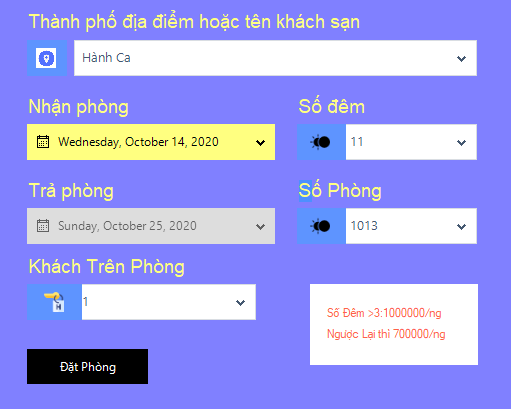 Thành phố địa điểm hoặc tên khách sạn
Hành Ca
Nhận phòng
Số đêm
Wednesday, October 14, 2020
11
Trả phòng
Số Phòng
Sunday, October 25, 2020
1013
Khách Trên Phòng
1
Số Đêm >3:1000000/ng
Ngược Lại thì 700000/ng
Đặt Phòng